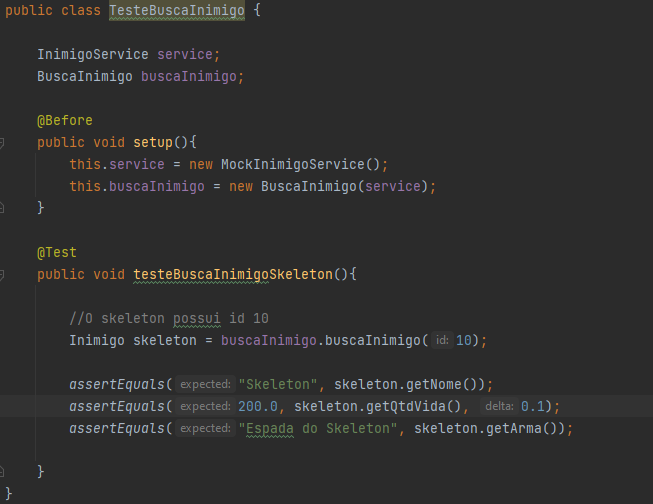 public class TesteBuscaInimigo {
InimigoService service;
BuscaInimigo buscaInimigo;
@Before
public void setup(){
this.service = new MockInimigoService();
this.buscaInimigo = new BuscaInimigo(service);
}
@Test
public void testeBuscaInimigoSkeleton(){
//O skeleton possui id 10
Inimigo skeleton = buscaInimigo.buscaInimigo( id: 10);
assertEquals( expected: "Skeleton", skeleton.getNome());
assertEquals( expected: 200.0, skeleton.getQtdVida(), delta: 0.1);
assertEquals( expected: "Espada do Skeleton", skeleton.getArma());
}
}